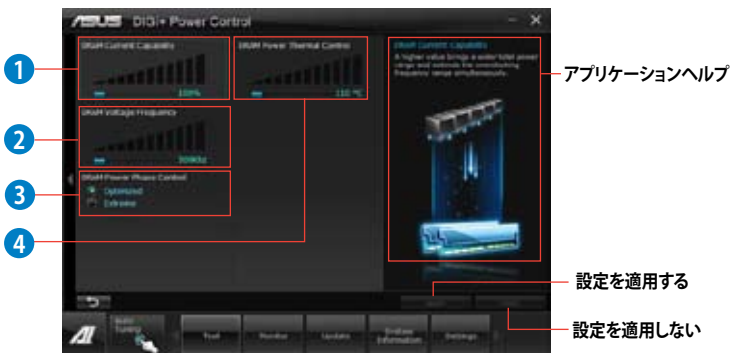 ASUS DIGI+ Power Control
DRAM Current Capability
100%
DRAM Power Thermal Control
110 °C
DRAM Current Capability
A higher value brings a wider total power
range and extends the overclocking
frequency range simultaneously.
アプリケーションヘルプ
1
DRAM Voltage Frequency
300KHz
2
DRAM Power Phase Control
Optimized
Extreme
3
4
設定を適用する
設定を適用しない
AI
Auto
Tuning
Tool
Monitor
Update
System
Information
Settings